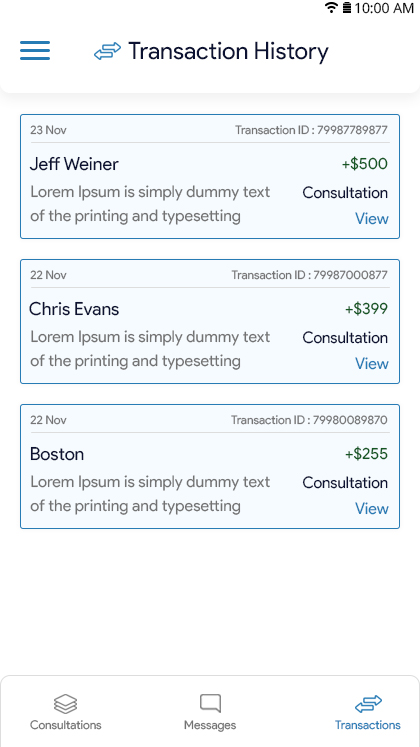 10:00 AM
Transaction History
23 Nov Transaction ID : 79987789877
Jeff Weiner +$500
Lorem Ipsum is simply dummy text Consultation
of the printing and typesetting View
22 Nov Transaction ID : 79987000877
Chris Evans +$399
Lorem Ipsum is simply dummy text Consultation
of the printing and typesetting View
22 Nov Transaction ID : 79980089870
Boston +$255
Lorem Ipsum is simply dummy text Consultation
of the printing and typesetting View
Consultations Messages Transactions